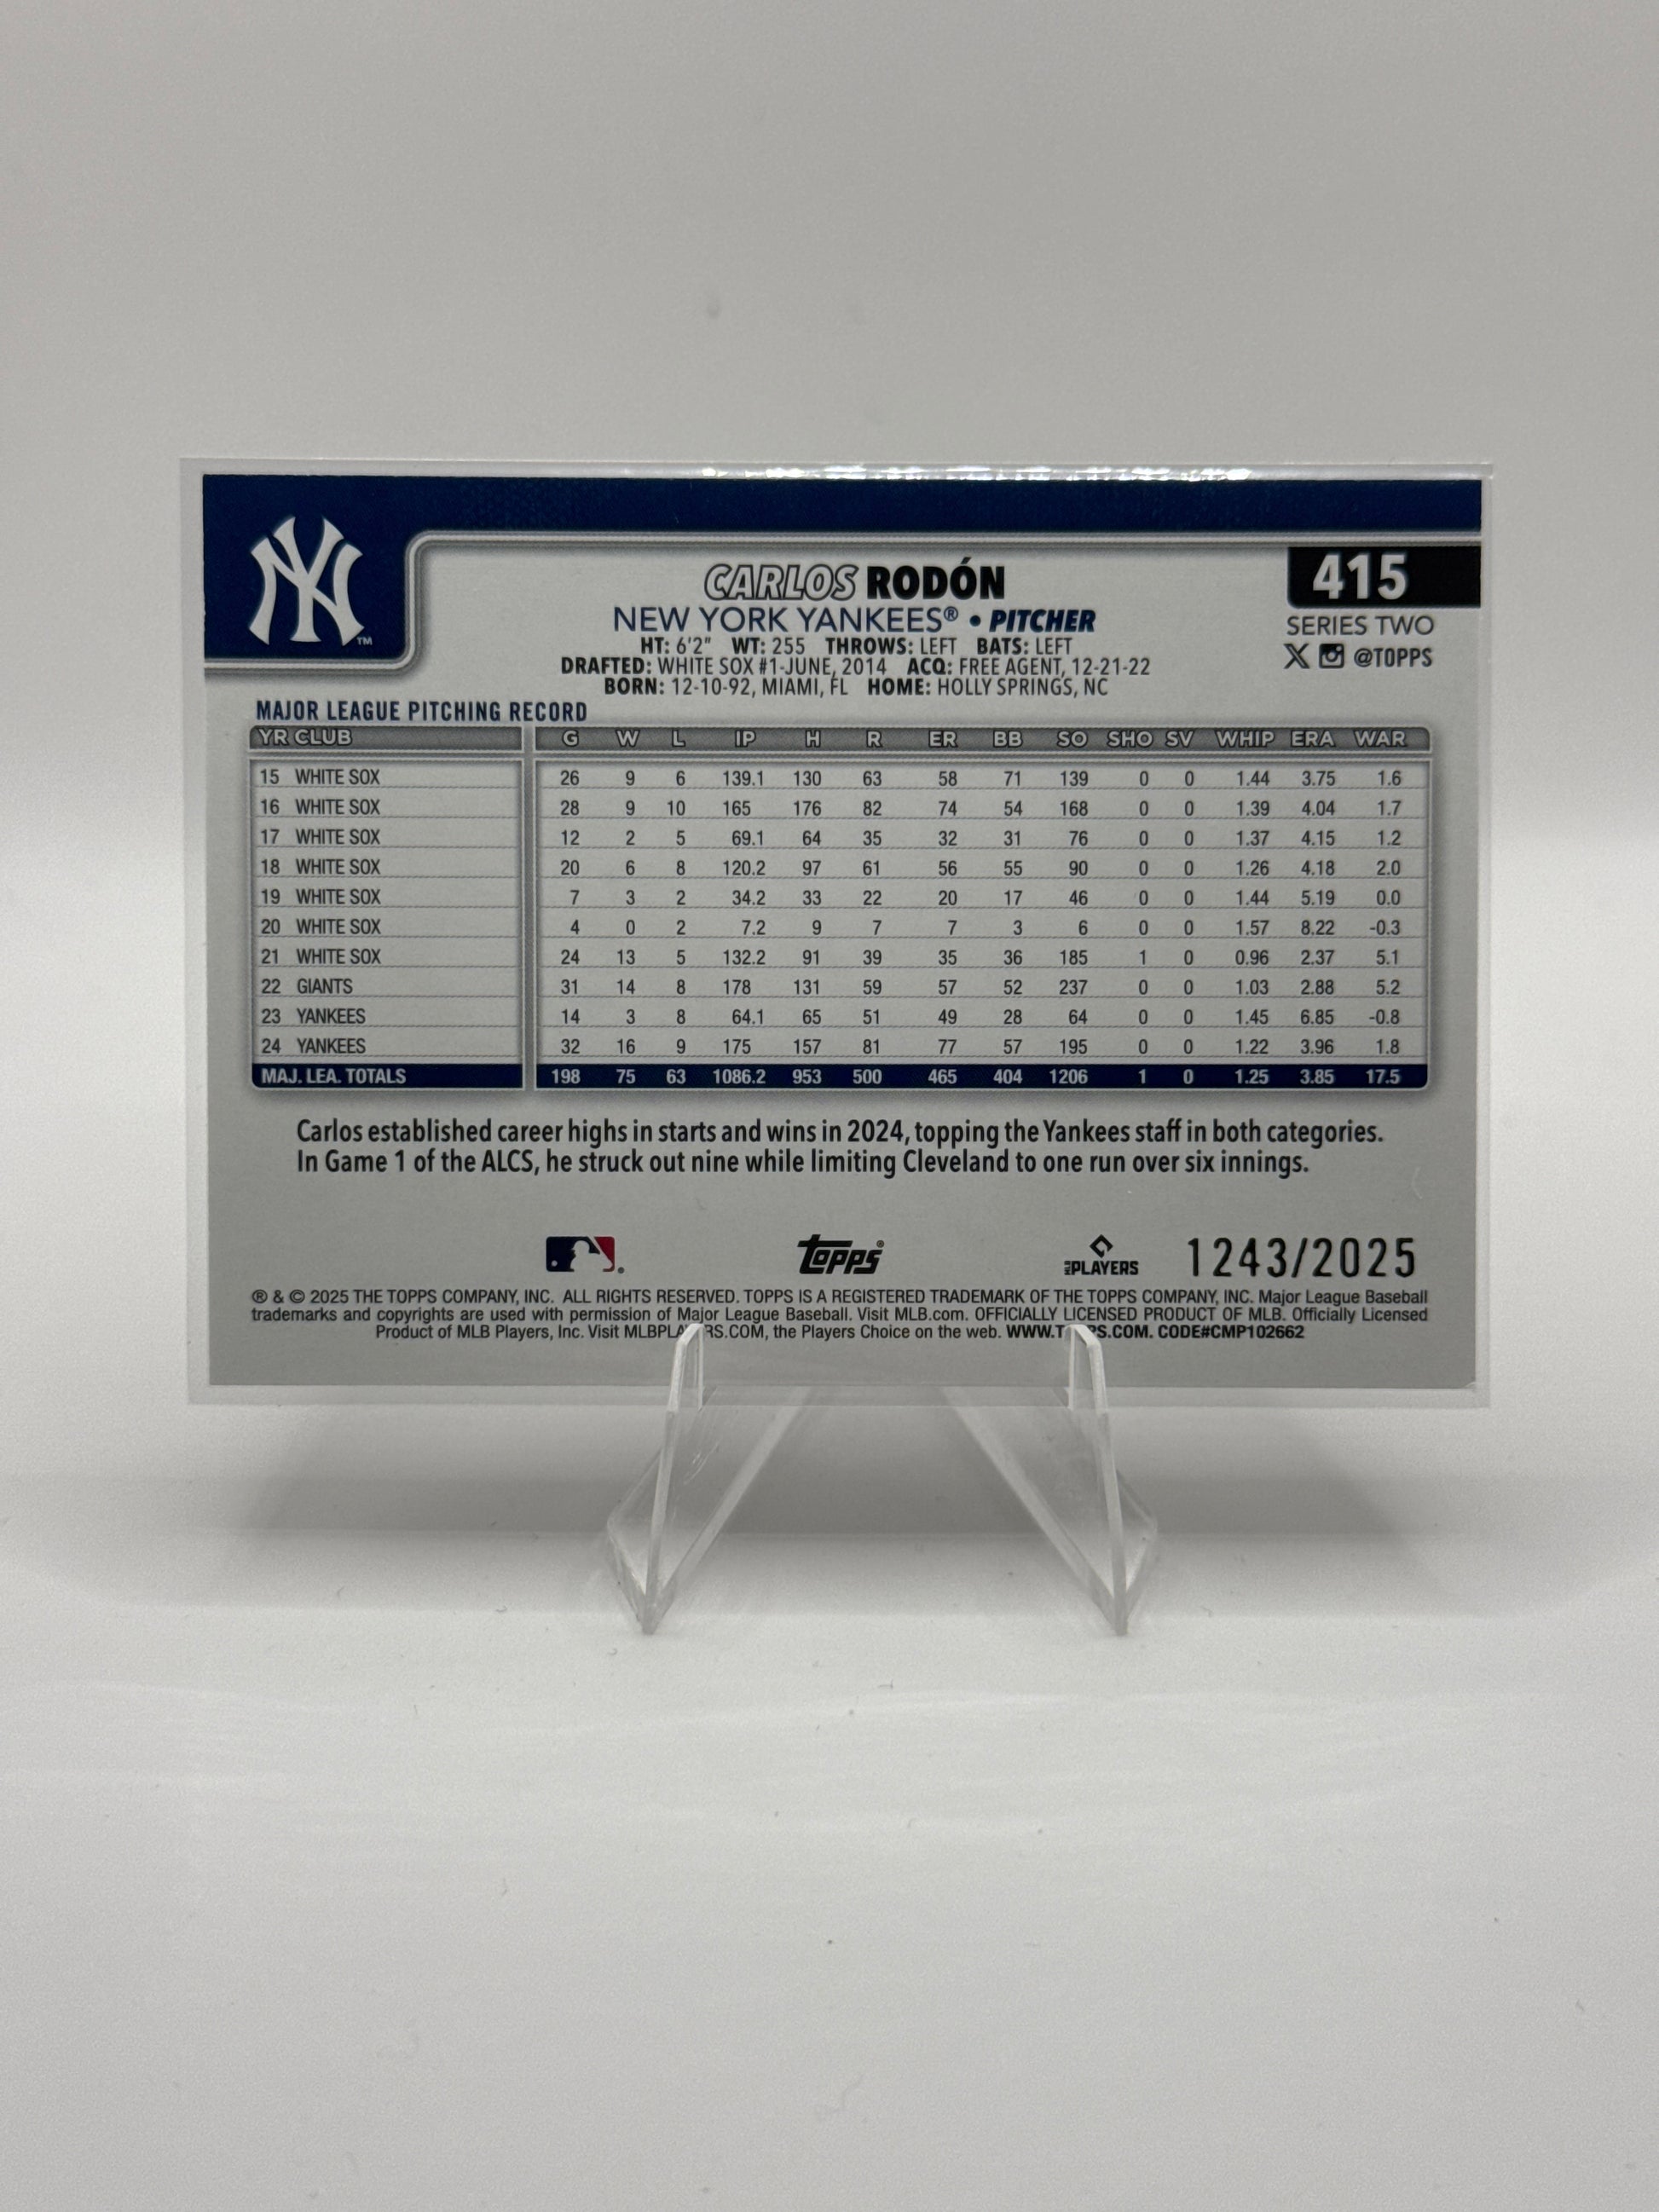 NY™
CARLOS RODÓN
415
NEW YORK YANKEES® • PITCHER
SERIES TWO
HT: 6'2" WT: 255 THROWS: LEFT BATS: LEFT
@TOPPS
DRAFTED: WHITE SOX #1-JUNE, 2014 ACQ: FREE AGENT, 12-21-22
BORN: 12-10-92, MIAMI, FL HOME: HOLLY SPRINGS, NC
MAJOR LEAGUE PITCHING RECORD
YR CLUB G W L IP H R ER BB SO SHO SV WHIP ERA WAR
15 WHITE SOX 26 9 6 139.1 130 63 58 71 139 0 0 1.44 3.75 1.6
16 WHITE SOX 28 9 10 165 176 82 74 54 168 0 0 1.39 4.04 1.7
17 WHITE SOX 12 2 5 69.1 64 35 32 31 76 0 0 1.37 4.15 1.2
18 WHITE SOX 20 6 8 120.2 97 61 56 55 90 0 0 1.26 4.18 2.0
19 WHITE SOX 7 3 2 34.2 33 22 20 17 46 0 0 1.44 5.19 0.0
20 WHITE SOX 4 0 2 7.2 9 7 7 3 6 0 0 1.57 8.22 -0.3
21 WHITE SOX 24 13 5 132.2 91 39 35 36 185 1 0 0.96 2.37 5.1
22 GIANTS 31 14 8 178 131 59 57 52 237 0 0 1.03 2.88 5.2
23 YANKEES 14 3 8 64.1 65 51 49 28 64 0 0 1.45 6.85 -0.8
24 YANKEES 32 16 9 175 157 81 77 57 195 0 0 1.22 3.96 1.8
MAJ. LEA. TOTALS 198 75 63 1086.2 953 500 465 404 1206 1 0 1.25 3.85 17.5
Carlos established career highs in starts and wins in 2024, topping the Yankees staff in both categories.
In Game 1 of the ALCS, he struck out nine while limiting Cleveland to one run over six innings.
Topps® MLB PLAYERS 1243/2025
® & © 2025 THE TOPPS COMPANY, INC. ALL RIGHTS RESERVED. TOPPS IS A REGISTERED TRADEMARK OF THE TOPPS COMPANY, INC. Major League Baseball
trademarks and copyrights are used with permission of Major League Baseball. Visit MLB.com. OFFICIALLY LICENSED PRODUCT OF MLB. Officially Licensed
Product of MLB Players, Inc. Visit MLBPLAYERS.COM, the Players Choice on the web. WWW.TOPPS.COM. CODE#CMP102662